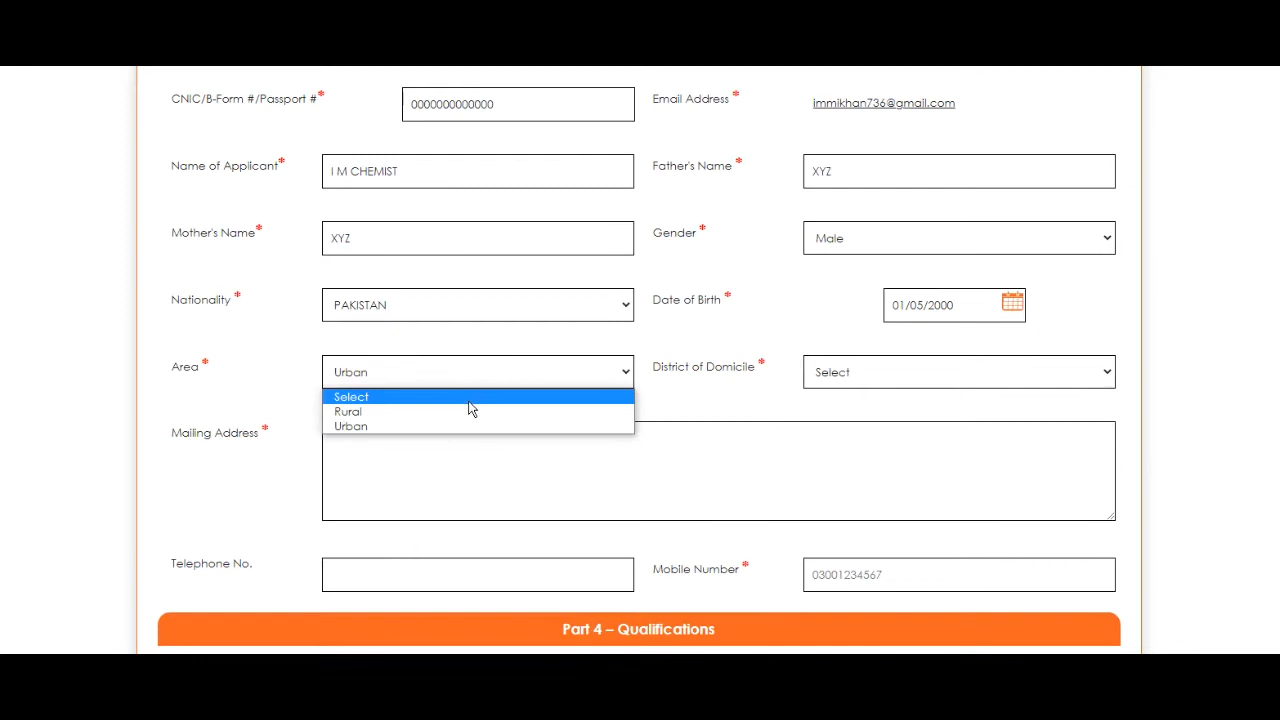 CNIC/B-Form #/Passport #* 0000000000000 Email Address * immikhan736@gmail.com
Name of Applicant* I M CHEMIST Father's Name * XYZ
Mother's Name* XYZ Gender * Male
Nationality * PAKISTAN Date of Birth * 01/05/2000
Area * Urban District of Domicile * Select
Select
Rural
Urban
Mailing Address *
Telephone No. Mobile Number * 03001234567
Part 4 – Qualifications